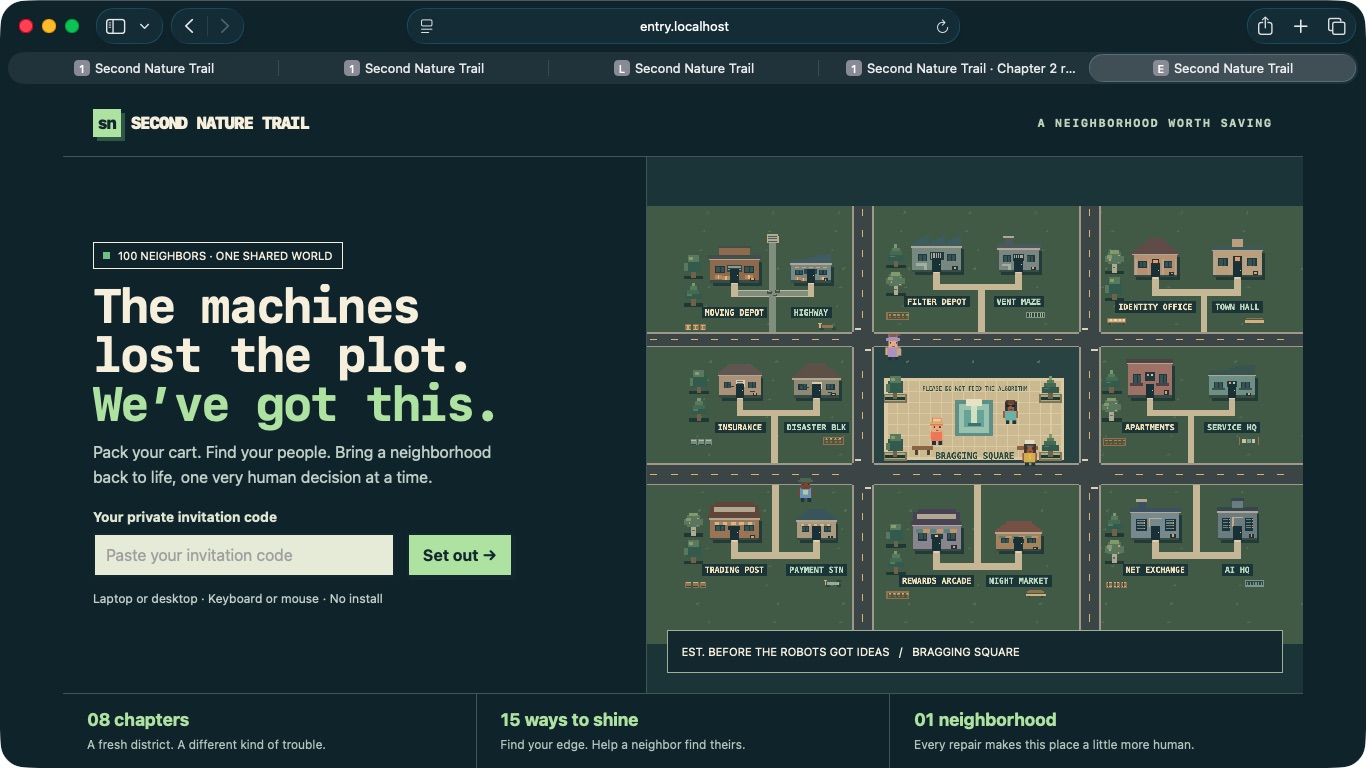 entry.localhost
1 Second Nature Trail
1 Second Nature Trail
L Second Nature Trail
1 Second Nature Trail · Chapter 2 r...
E Second Nature Trail
sn SECOND NATURE TRAIL
A NEIGHBORHOOD WORTH SAVING
100 NEIGHBORS · ONE SHARED WORLD
The machines
lost the plot.
We’ve got this.
Pack your cart. Find your people. Bring a neighborhood
back to life, one very human decision at a time.
Your private invitation code
Paste your invitation code
Set out →
Laptop or desktop · Keyboard or mouse · No install
MOVING DEPOT
HIGHWAY
FILTER DEPOT
VENT MAZE
IDENTITY OFFICE
TOWN HALL
INSURANCE
DISASTER BLK
PLEASE DO NOT FEED THE ALGORITHM
BRAGGING SQUARE
APARTMENTS
SERVICE HQ
TRADING POST
PAYMENT STN
REWARDS ARCADE
NIGHT MARKET
NET EXCHANGE
AI HQ
EST. BEFORE THE ROBOTS GOT IDEAS / BRAGGING SQUARE
08 chapters
A fresh district. A different kind of trouble.
15 ways to shine
Find your edge. Help a neighbor find theirs.
01 neighborhood
Every repair makes this place a little more human.